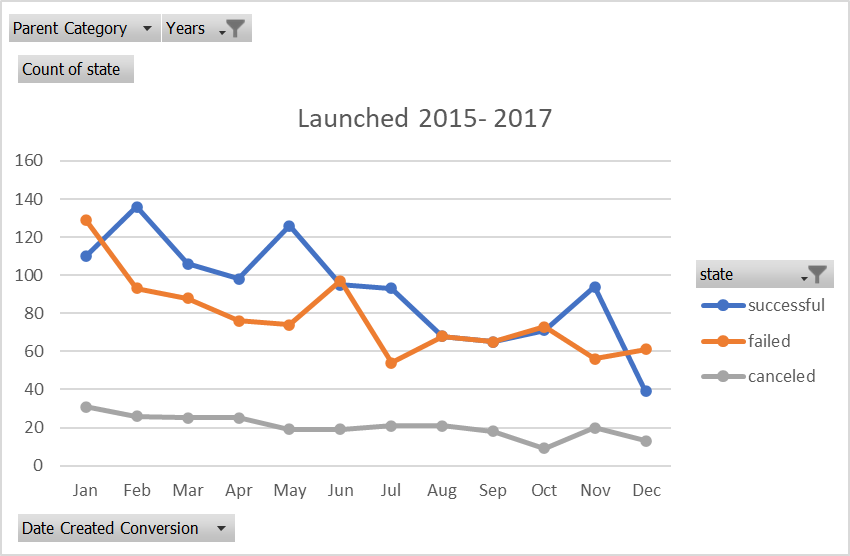 Parent Category Years
Count of state
Launched 2015- 2017
160
140
120
100
80
60
40
20
0
Jan Feb Mar Apr May Jun Jul Aug Sep Oct Nov Dec
state
successful
failed
canceled
Date Created Conversion